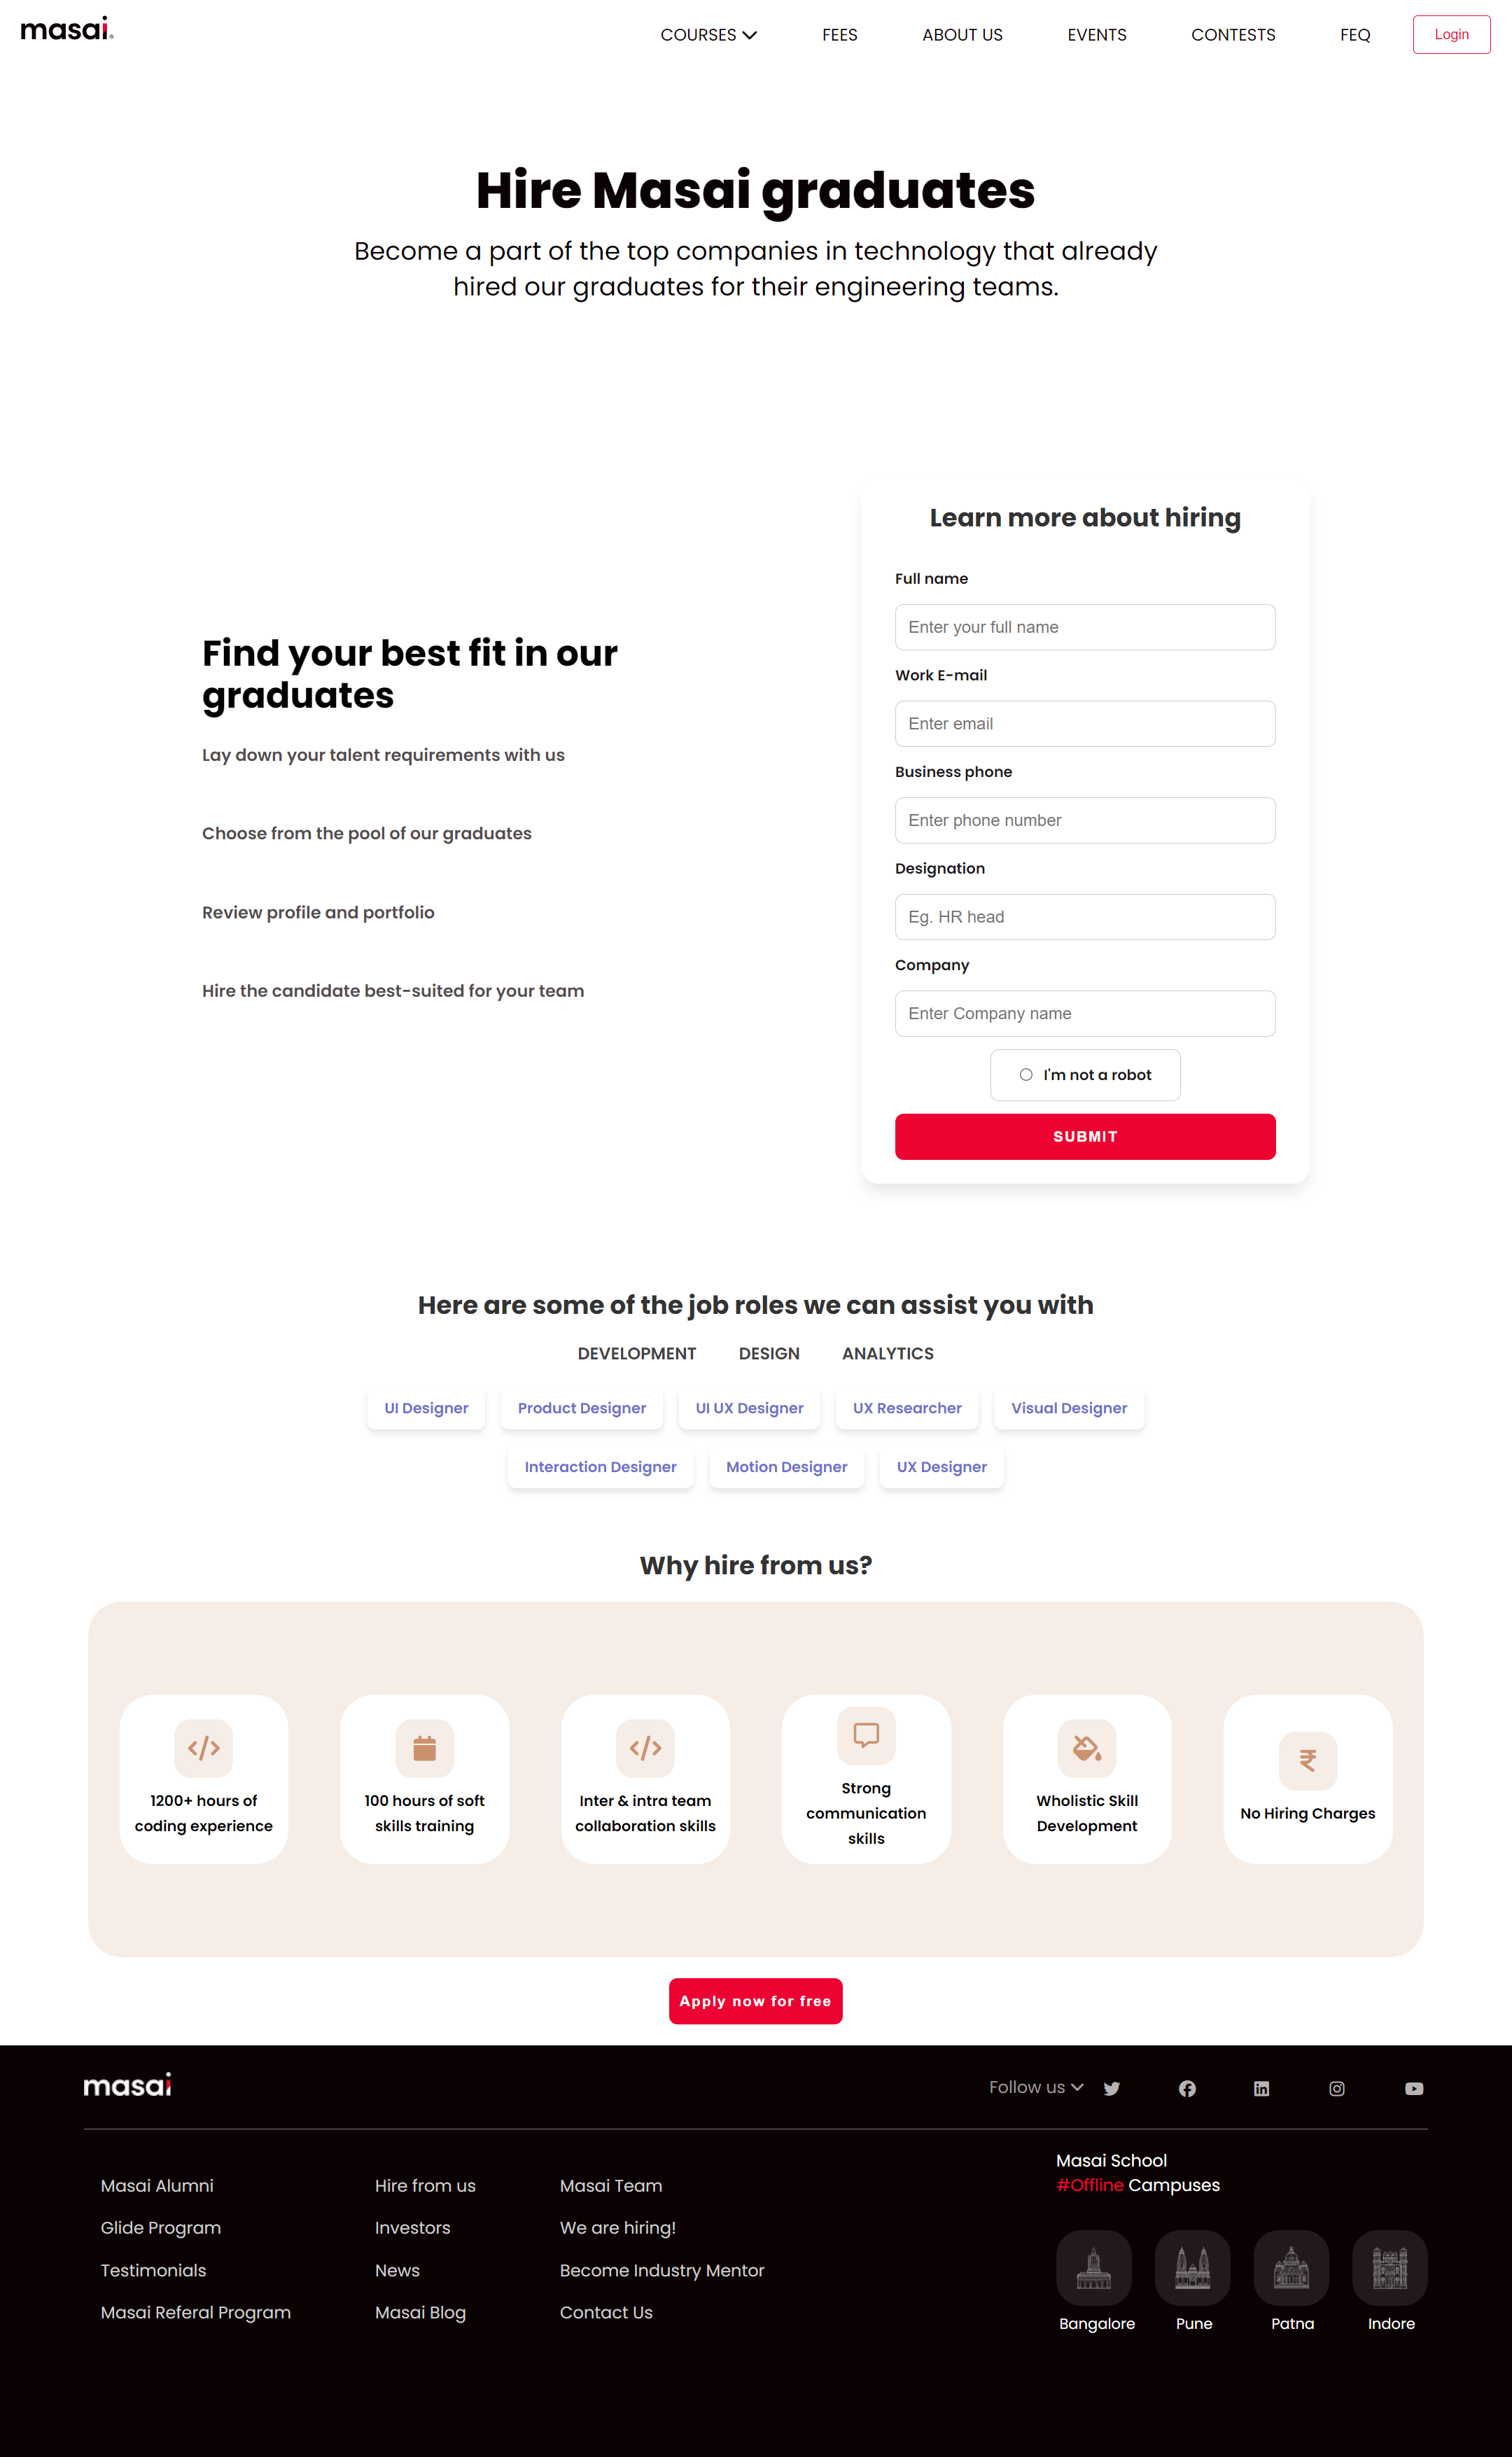 masai
COURSES
FEES
ABOUT US
EVENTS
CONTESTS
FEQ
Login
Hire Masai graduates
Become a part of the top companies in technology that already
hired our graduates for their engineering teams.
Find your best fit in our
graduates
Lay down your talent requirements with us
Choose from the pool of our graduates
Review profile and portfolio
Hire the candidate best-suited for your team
Learn more about hiring
Full name
Enter your full name
Work E-mail
Enter email
Business phone
Enter phone number
Designation
Eg. HR head
Company
Enter Company name
I'm not a robot
SUBMIT
Here are some of the job roles we can assist you with
DEVELOPMENT
DESIGN
ANALYTICS
UI Designer
Product Designer
UI UX Designer
UX Researcher
Visual Designer
Interaction Designer
Motion Designer
UX Designer
Why hire from us?
1200+ hours of
coding experience
100 hours of soft
skills training
Inter & intra team
collaboration skills
Strong
communication
skills
Wholistic Skill
Development
No Hiring Charges
Apply now for free
masai
Follow us
Masai Alumni
Glide Program
Testimonials
Masai Referal Program
Hire from us
Investors
News
Masai Blog
Masai Team
We are hiring!
Become Industry Mentor
Contact Us
Masai School
#Offline Campuses
Bangalore
Pune
Patna
Indore